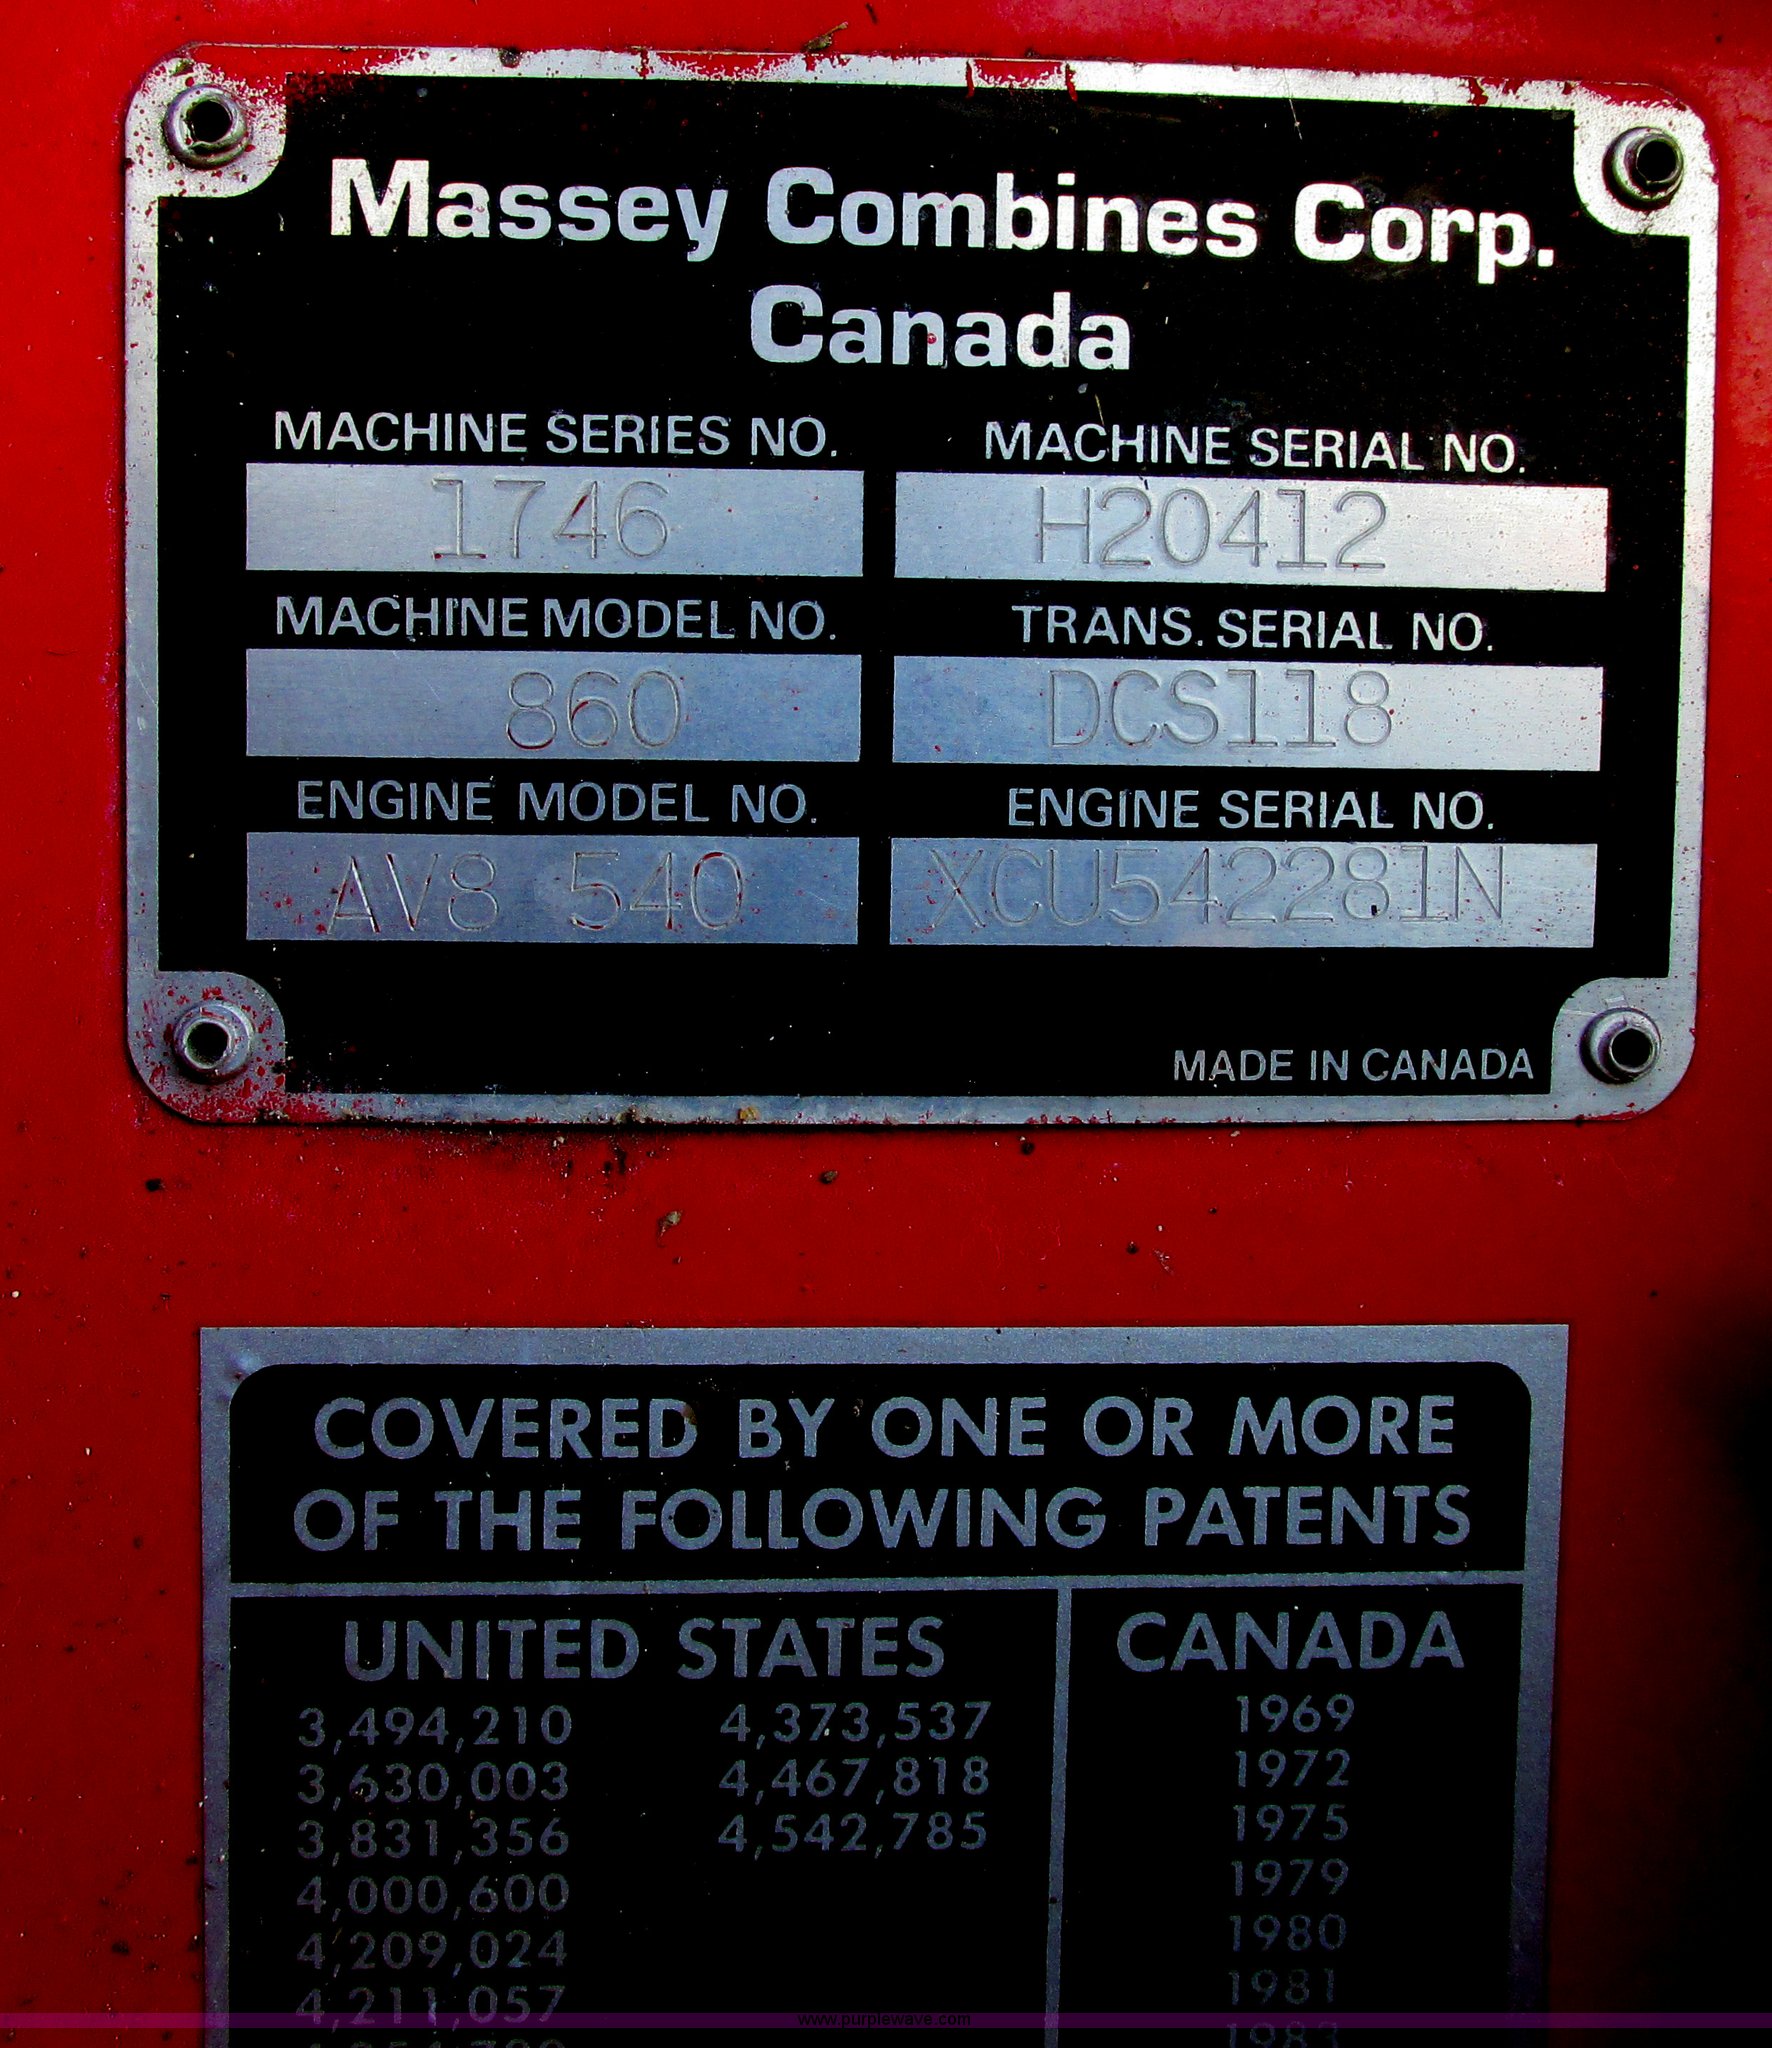 Massey Combines Corp.
Canada
MACHINE SERIES NO. MACHINE SERIAL NO.
1746 H20412
MACHINE MODEL NO. TRANS. SERIAL NO.
860 DCS118
ENGINE MODEL NO. ENGINE SERIAL NO.
AV8 540 XCU542281N
MADE IN CANADA
COVERED BY ONE OR MORE
OF THE FOLLOWING PATENTS
UNITED STATES CANADA
3,494,210 4,373,537 1969
3,630,003 4,467,818 1972
3,831,356 4,542,785 1975
4,000,600 1979
4,209,024 1980
4,211,057 1981
www.purplewave.com
1983